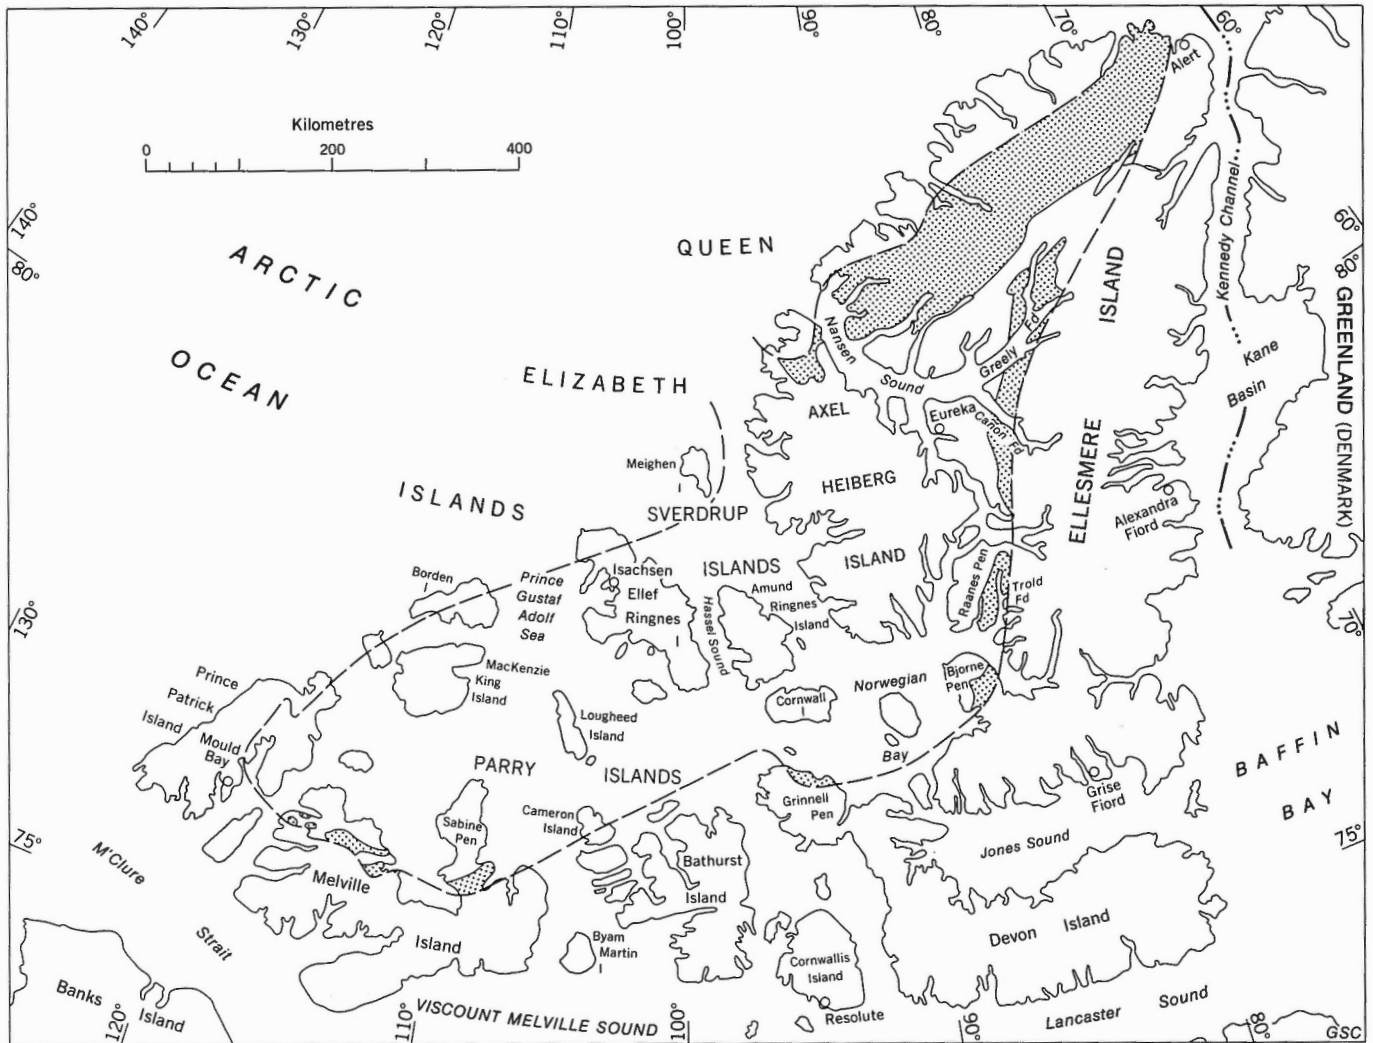 140°
130°
120°
110°
100°
90°
80°
70°
60°
Alert
Kilometres
0 200 400
140°
80°
60°
80°
ARCTIC
OCEAN
QUEEN
ELIZABETH
ISLANDS
Kennedy Channel
ISLAND
ELLESMERE
GREENLAND (DENMARK)
Kane
Basin
Nansen
Sound
Greely Fd
AXEL
HEIBERG
ISLAND
Eureka
Cañon Fd
Meighen
I
SVERDRUP
ISLANDS
Alexandra
Fiord
Borden
I
Prince
Gustaf
Adolf
Sea
Isachsen
Ellef
Ringnes
I
Hassel Sound
Amund
Ringnes
Island
Raanes Pen
Trold
Fd
130°
70°
Prince
Patrick
Island
Mould
Bay
MacKenzie
King
Island
Lougheed
Island
Cornwall
I
Norwegian
Bay
Bjorne
Pen
PARRY
ISLANDS
Grinnell
Pen
Grise
Fiord
BAFFIN
BAY
75°
75°
M'Clure
Strait
Sabine
Pen
Cameron
Island
Bathurst
Island
Jones Sound
Melville
Island
Byam
Martin
I
Cornwallis
Island
Devon Island
Banks
Island
VISCOUNT MELVILLE SOUND
Resolute
Lancaster Sound
120°
110°
100°
90°
80°
GSC